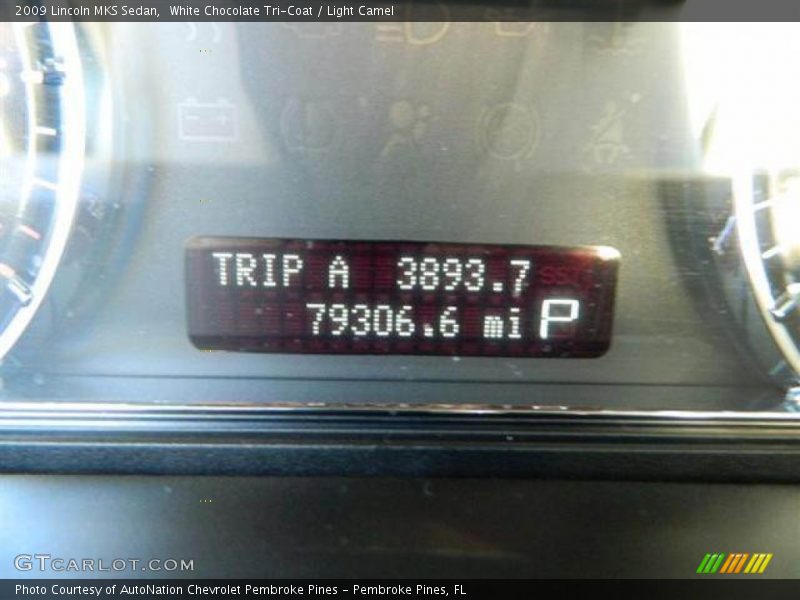 2009 Lincoln MKS Sedan,  White Chocolate Tri-Coat / Light Camel
TRIP A 3893.7
79306.6 mi P
GTCARLOT.COM
Photo Courtesy of AutoNation Chevrolet Pembroke Pines - Pembroke Pines, FL